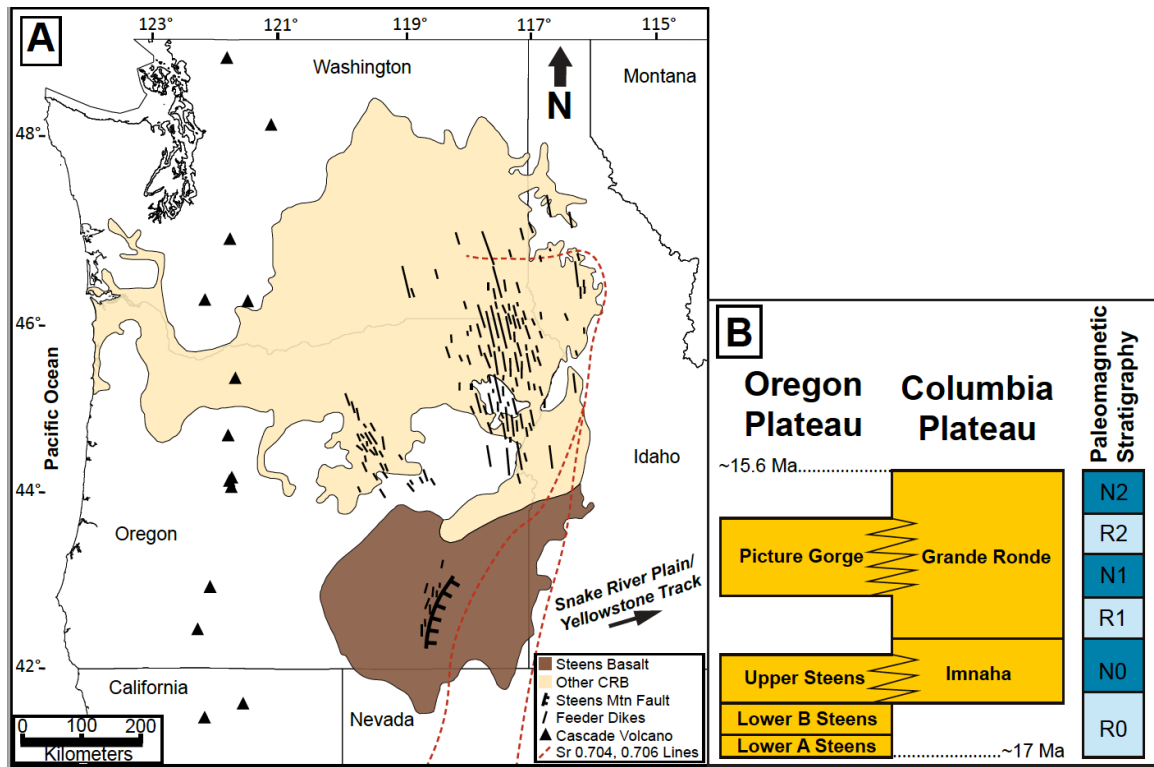 A
123°
121°
119°
117°
115°
Washington
Montana
N
48°
46°
44°
42°
Pacific Ocean
Idaho
Oregon
Snake River Plain/
Yellowstone Track
California
Nevada
0 100 200
Kilometers
Steens Basalt
Other CRB
Steens Mtn Fault
Feeder Dikes
Cascade Volcano
Sr 0.704, 0.706 Lines
B
Oregon
Plateau
Columbia
Plateau
Paleomagnetic
Stratigraphy
~15.6 Ma
Picture Gorge
Grande Ronde
Upper Steens
Imnaha
Lower B Steens
Lower A Steens
~17 Ma
N2
R2
N1
R1
N0
R0